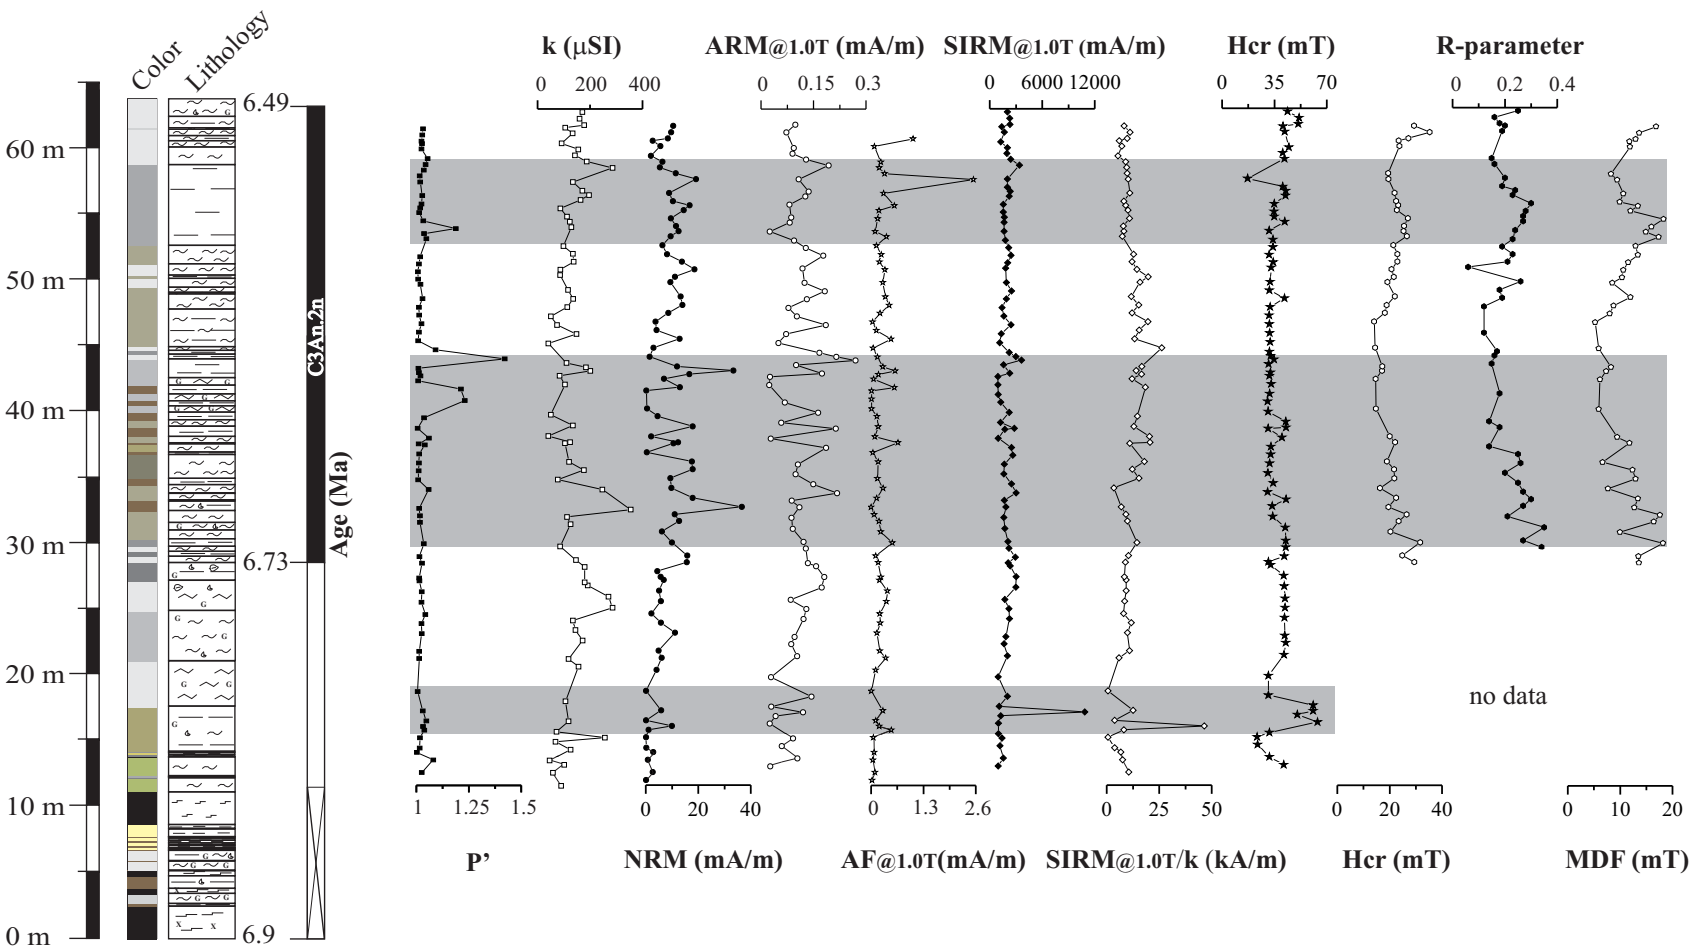 k (μSI) ARM@1.0T (mA/m) SIRM@1.0T (mA/m) Hcr (mT) R-parameter
Color Lithology
0 200 400 0 0.15 0.3 0 6000 12000 0 35 70 0 0.2 0.4
6.49
60 m
50 m
C3An.2n
40 m
Age (Ma)
30 m
6.73
20 m
no data
10 m
1 1.25 1.5 0 20 40 0 1.3 2.6 0 25 50 0 20 40 0 10 20
P’ NRM (mA/m) AF@1.0T(mA/m) SIRM@1.0T/k (kA/m) Hcr (mT) MDF (mT)
0 m
6.9